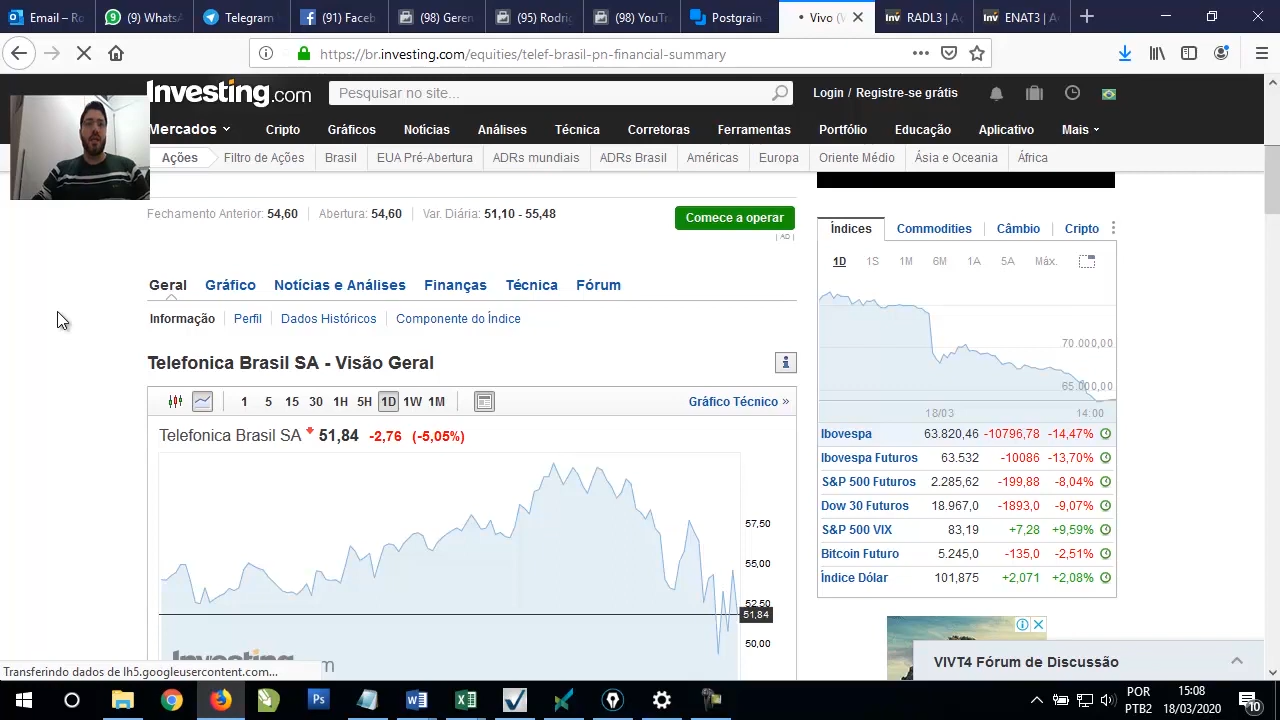 Email – Ro
(9) WhatsA
Telegram
(91) Faceb
(98) Geren
(95) Rodrig
(98) YouTu
Postgrain
Vivo (V
RADL3 | Aç
ENAT3 | Aç
https://br.investing.com/equities/telef-brasil-pn-financial-summary
Investing.com
Pesquisar no site...
Login / Registre-se grátis
Mercados
Cripto
Gráficos
Notícias
Análises
Técnica
Corretoras
Ferramentas
Portfólio
Educação
Aplicativo
Mais
Ações
Filtro de Ações
Brasil
EUA Pré-Abertura
ADRs mundiais
ADRs Brasil
Américas
Europa
Oriente Médio
Ásia e Oceania
África
Fechamento Anterior: 54,60
Abertura: 54,60
Var. Diária: 51,10 - 55,48
Comece a operar
| AD |
Geral
Gráfico
Notícias e Análises
Finanças
Técnica
Fórum
Informação
Perfil
Dados Históricos
Componente do Índice
Telefonica Brasil SA - Visão Geral
1 5 15 30 1H 5H 1D 1W 1M
Gráfico Técnico »
Telefonica Brasil SA 51,84 -2,76 (-5,05%)
57,50
55,00
52,50
51,84
50,00
Investing.com
Índices
Commodities
Câmbio
Cripto
1D 1S 1M 6M 1A 5A Máx.
70.000,00
65.000,00
18/03 14:00
Ibovespa 63.820,46 -10796,78 -14,47%
Ibovespa Futuros 63.532 -10086 -13,70%
S&P 500 Futuros 2.285,62 -199,88 -8,04%
Dow 30 Futuros 18.967,0 -1893,0 -9,07%
S&P 500 VIX 83,19 +7,28 +9,59%
Bitcoin Futuro 5.245,0 -135,0 -2,51%
Índice Dólar 101,875 +2,071 +2,08%
VIVT4 Fórum de Discussão
Transferindo dados de lh5.googleusercontent.com...
POR
PTB2
15:08
18/03/2020
10